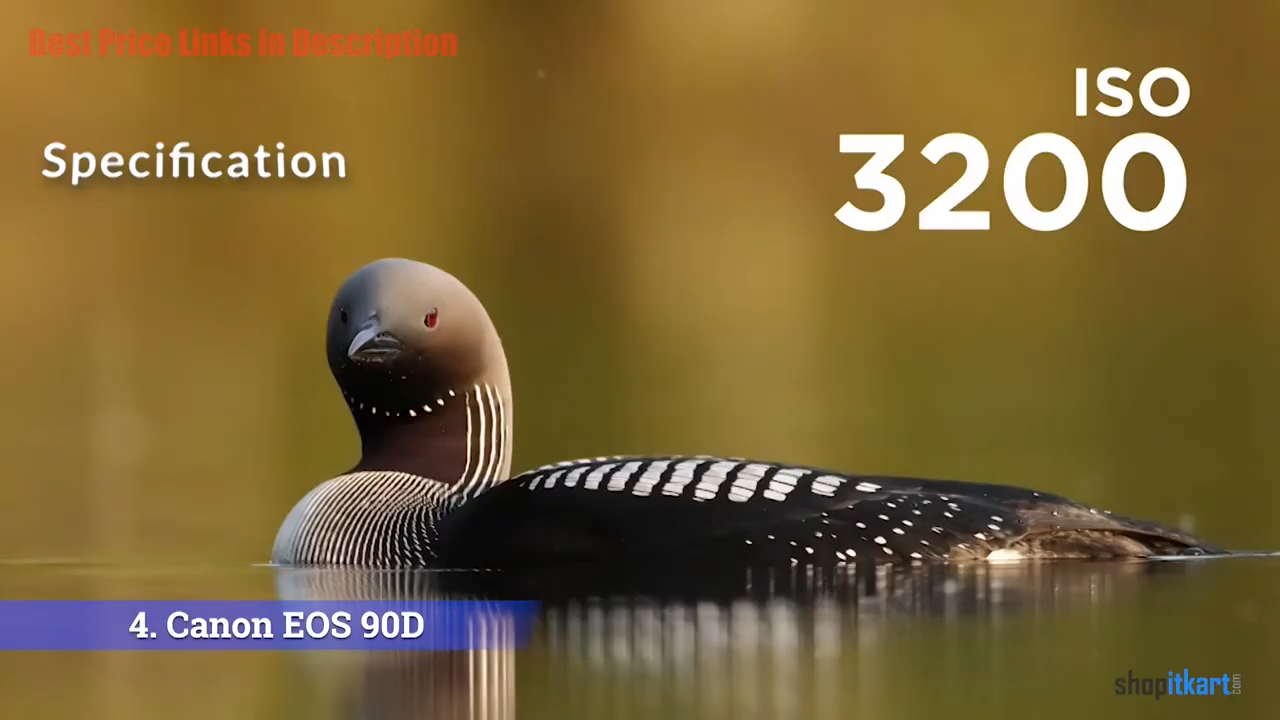 Best Price Links in Description
ISO
3200
Specification
4. Canon EOS 90D
shopitkart.com